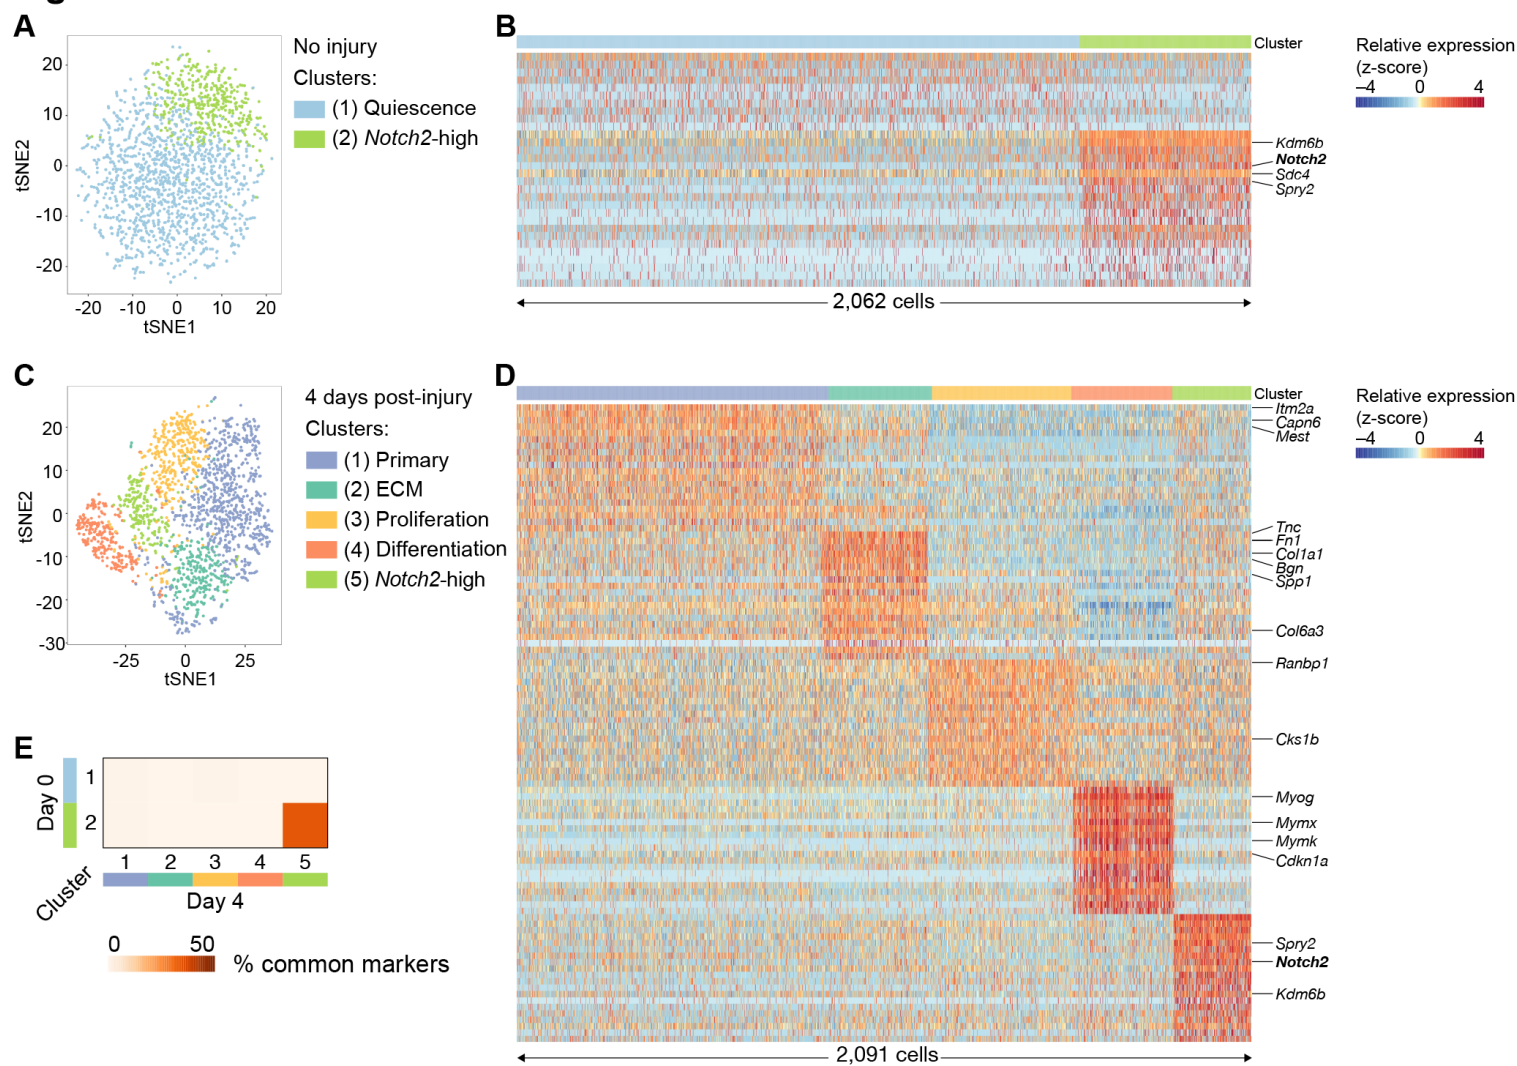 A
No injury
Clusters:
(1) Quiescence
(2) Notch2-high
20
10
0
-10
-20
tSNE2
-20 -10 0 10 20
tSNE1
B
Cluster
Kdm6b
Notch2
Sdc4
Spry2
2,062 cells
Relative expression
(z-score)
−4 0 4
C
4 days post-injury
Clusters:
(1) Primary
(2) ECM
(3) Proliferation
(4) Differentiation
(5) Notch2-high
20
10
0
-10
-20
-30
tSNE2
-25 0 25
tSNE1
D
Cluster
Itm2a
Capn6
Mest
Tnc
Fn1
Col1a1
Bgn
Spp1
Col6a3
Ranbp1
Cks1b
Myog
Mymx
Mymk
Cdkn1a
Spry2
Notch2
Kdm6b
2,091 cells
Relative expression
(z-score)
−4 0 4
E
Day 0
1
2
1 2 3 4 5
Cluster
Day 4
0 50
% common markers